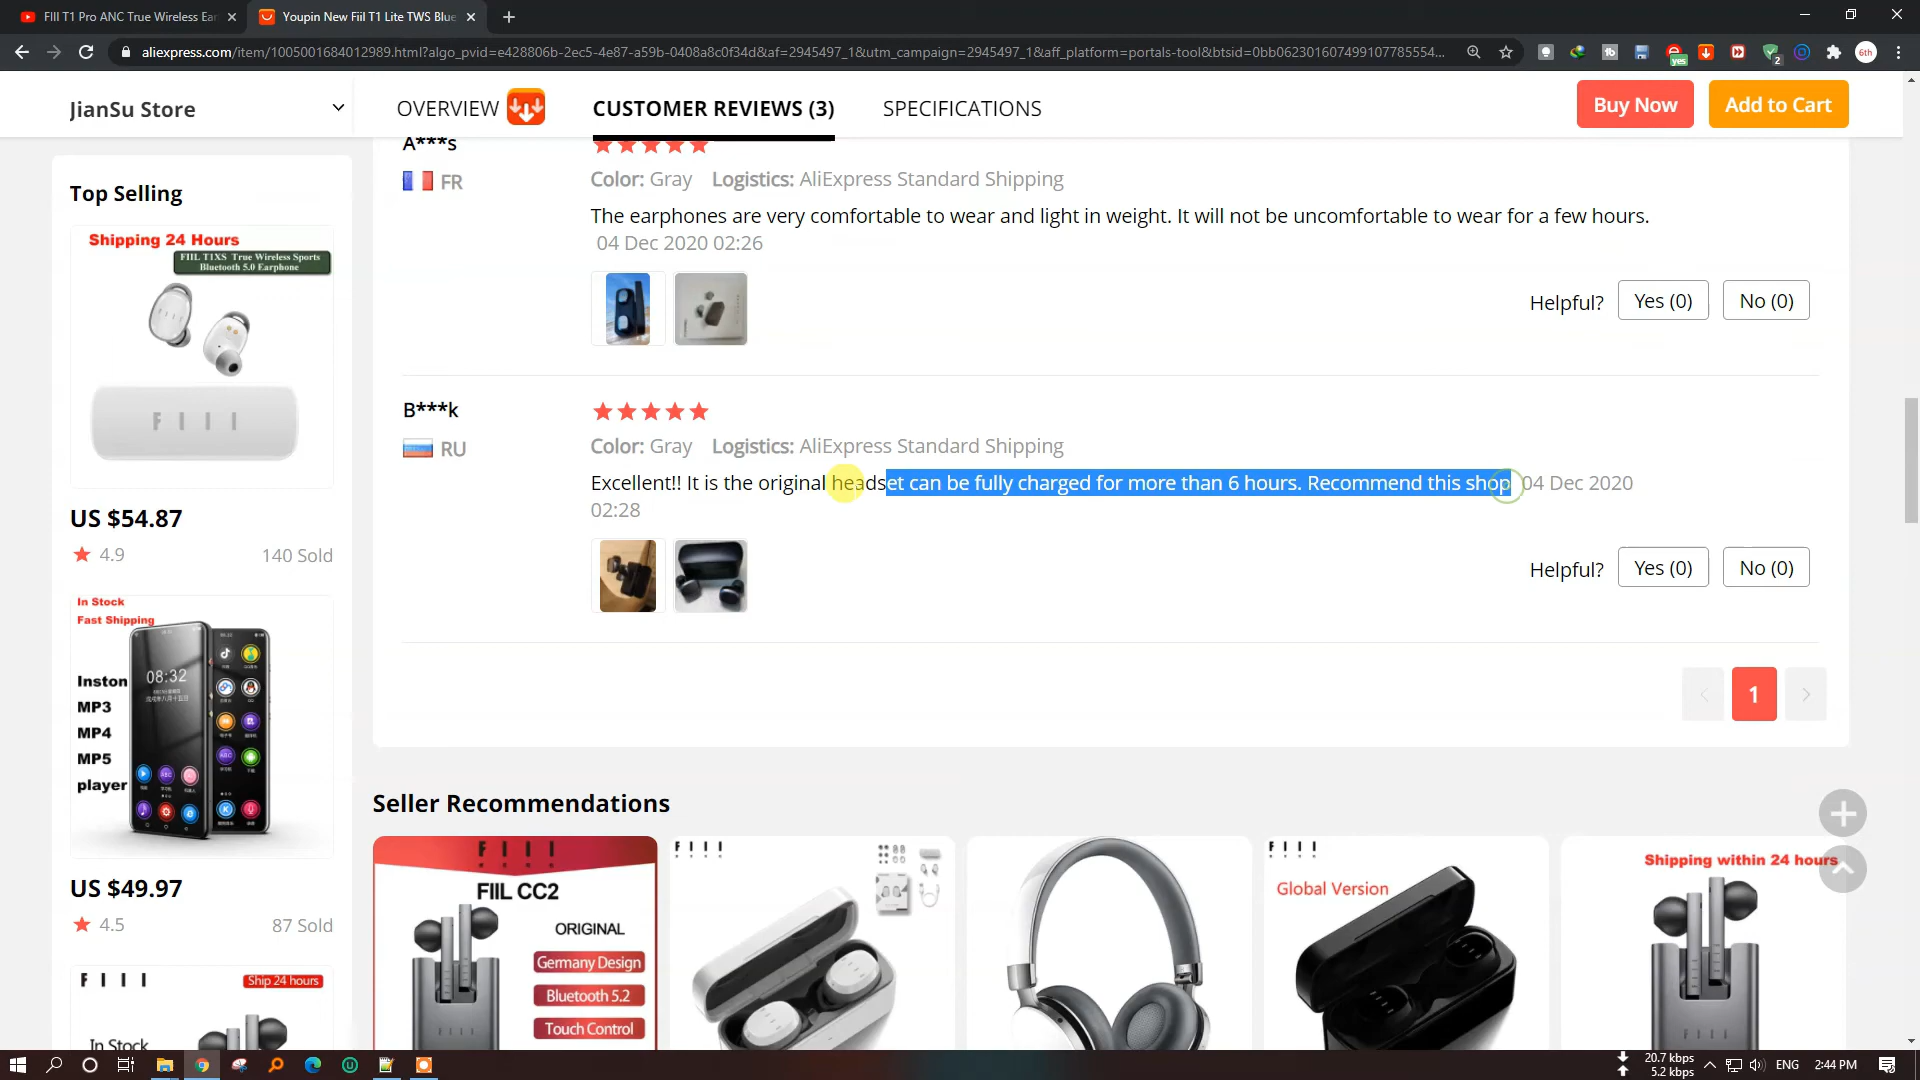 FIIL T1 Pro ANC True Wireless Ear
Youpin New Fiil T1 Lite TWS Blue
aliexpress.com/item/1005001684012989.html?algo_pvid=e428806b-2ec5-4e87-a59b-0408a8c0f34d&af=2945497_1&utm_campaign=2945497_1&aff_platform=portals-tool&btsid=0bb0623016074991077855554...
yes
2
6th
JianSu Store
OVERVIEW
CUSTOMER REVIEWS (3)
SPECIFICATIONS
Buy Now
Add to Cart
Top Selling
Shipping 24 Hours
FIIL T1XS True Wireless Sports
Bluetooth 5.0 Earphone
FIIL
US $54.87
4.9
140 Sold
In Stock
Fast Shipping
08:32
Inston
MP3
MP4
MP5
player
US $49.97
4.5
87 Sold
FIIL
Ship 24 hours
In Stock
A***s
FR
Color: Gray Logistics: AliExpress Standard Shipping
The earphones are very comfortable to wear and light in weight. It will not be uncomfortable to wear for a few hours.
04 Dec 2020 02:26
Helpful?
Yes (0)
No (0)
B***k
RU
Color: Gray Logistics: AliExpress Standard Shipping
Excellent!! It is the original headset can be fully charged for more than 6 hours. Recommend this shop 04 Dec 2020
02:28
Helpful?
Yes (0)
No (0)
1
Seller Recommendations
FIIL
FIIL CC2
ORIGINAL
Germany Design
Bluetooth 5.2
Touch Control
FIIL
FIIL
Global Version
Shipping within 24 hours
20.7 kbps
5.2 kbps
ENG
2:44 PM